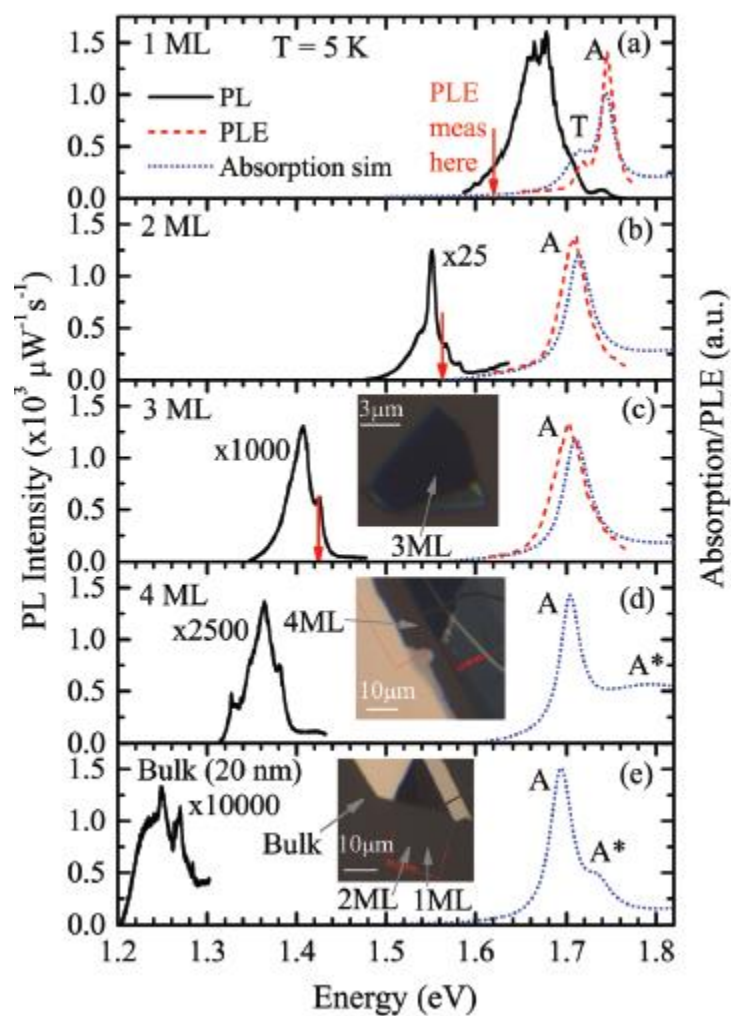 1 ML T = 5 K (a)
PL
PLE
Absorption sim
PLE
meas
here
T
A
0.0
0.5
1.0
1.5
2 ML (b)
x25
A
0.0
0.5
1.0
1.5
3 ML (c)
x1000
3μm
3ML
A
0.0
0.5
1.0
1.5
4 ML (d)
x2500
4ML
10μm
A
A*
0.0
0.5
1.0
1.5
Bulk (20 nm) (e)
x10000
Bulk
10μm
2ML 1ML
A
A*
0.0
0.5
1.0
1.5
1.2 1.3 1.4 1.5 1.6 1.7 1.8
Energy (eV)
PL Intensity (x10³ μW⁻¹ s⁻¹)
Absorption/PLE (a.u.)